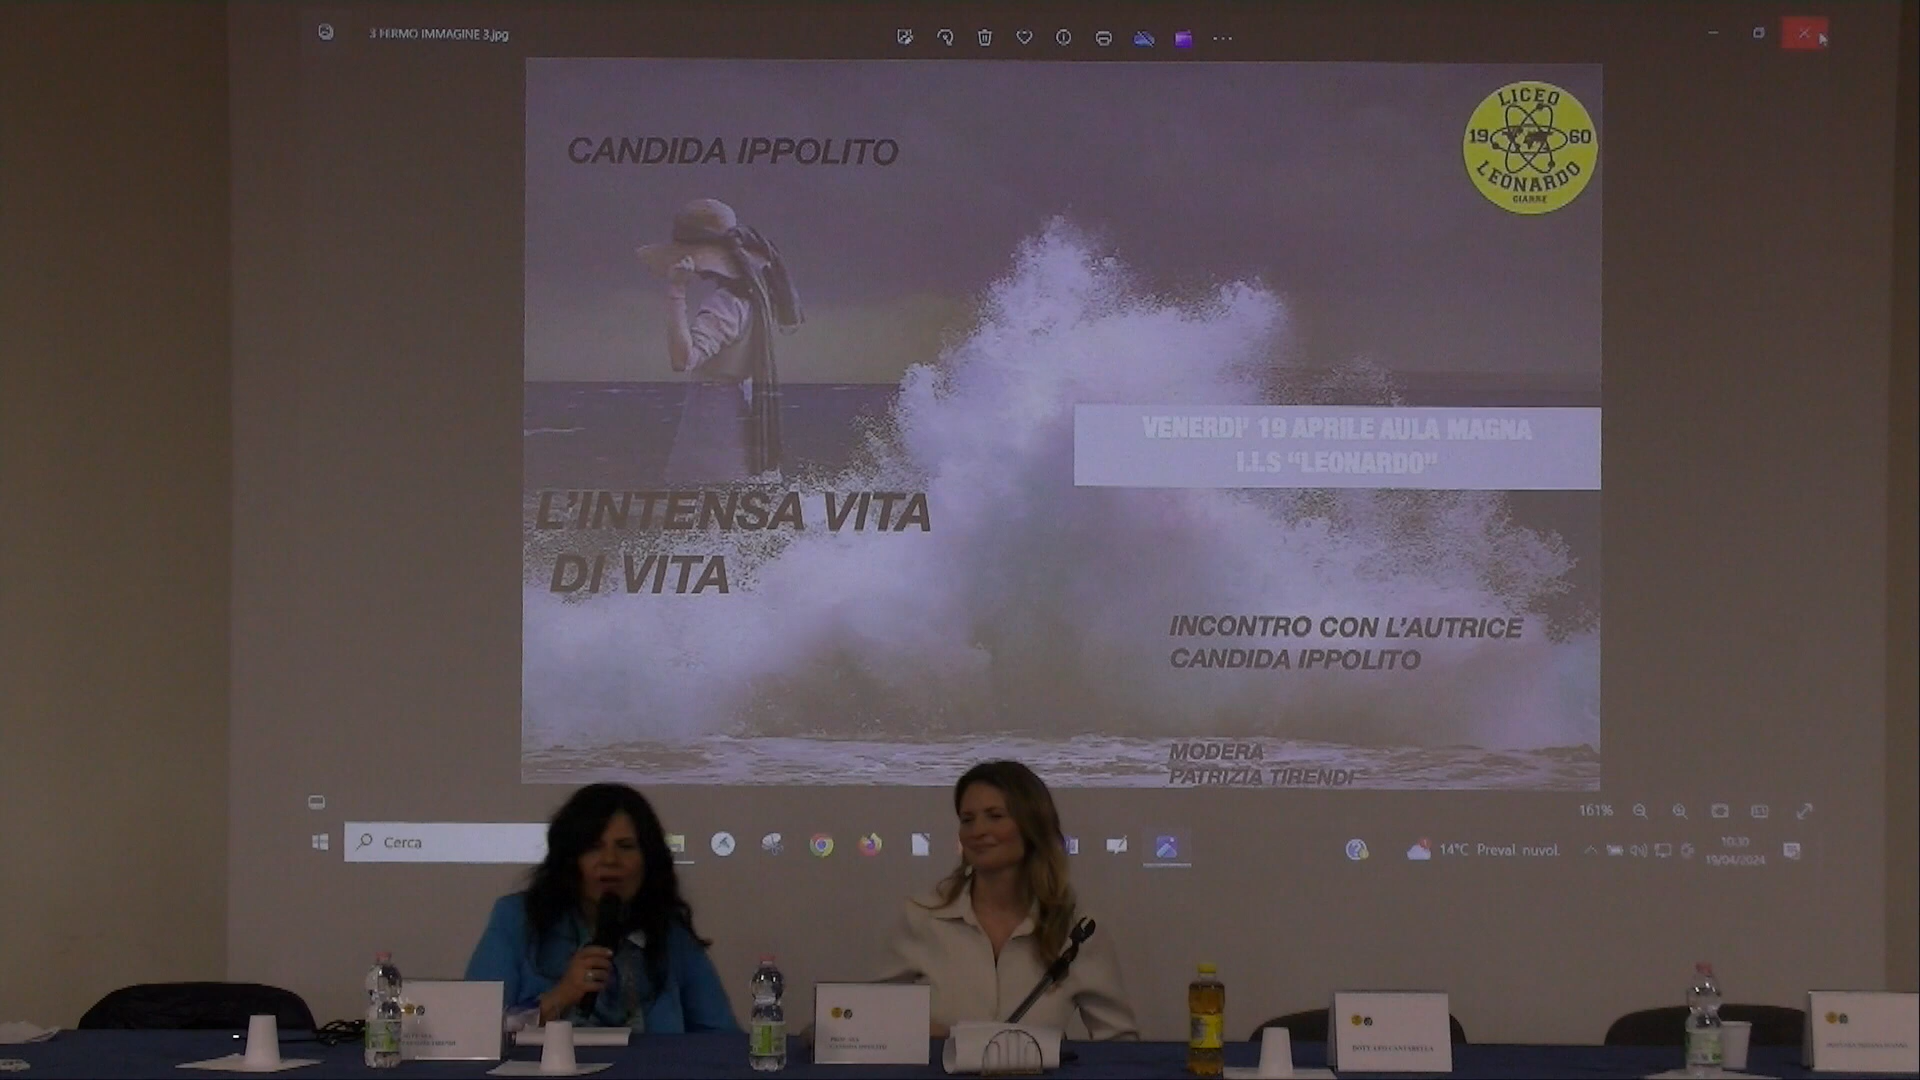 3 FERMO IMMAGINE 3.jpg
CANDIDA IPPOLITO
LICEO
19 60
LEONARDO
GIARRE
VENERDI' 19 APRILE AULA MAGNA
I.I.S “LEONARDO”
L'INTENSA VITA
DI VITA
INCONTRO CON L'AUTRICE
CANDIDA IPPOLITO
MODERA
PATRIZIA TIRENDI
161%
Cerca
14°C Preval. nuvol.
10:30
19/04/2024
CANDIDA IPPOLITO